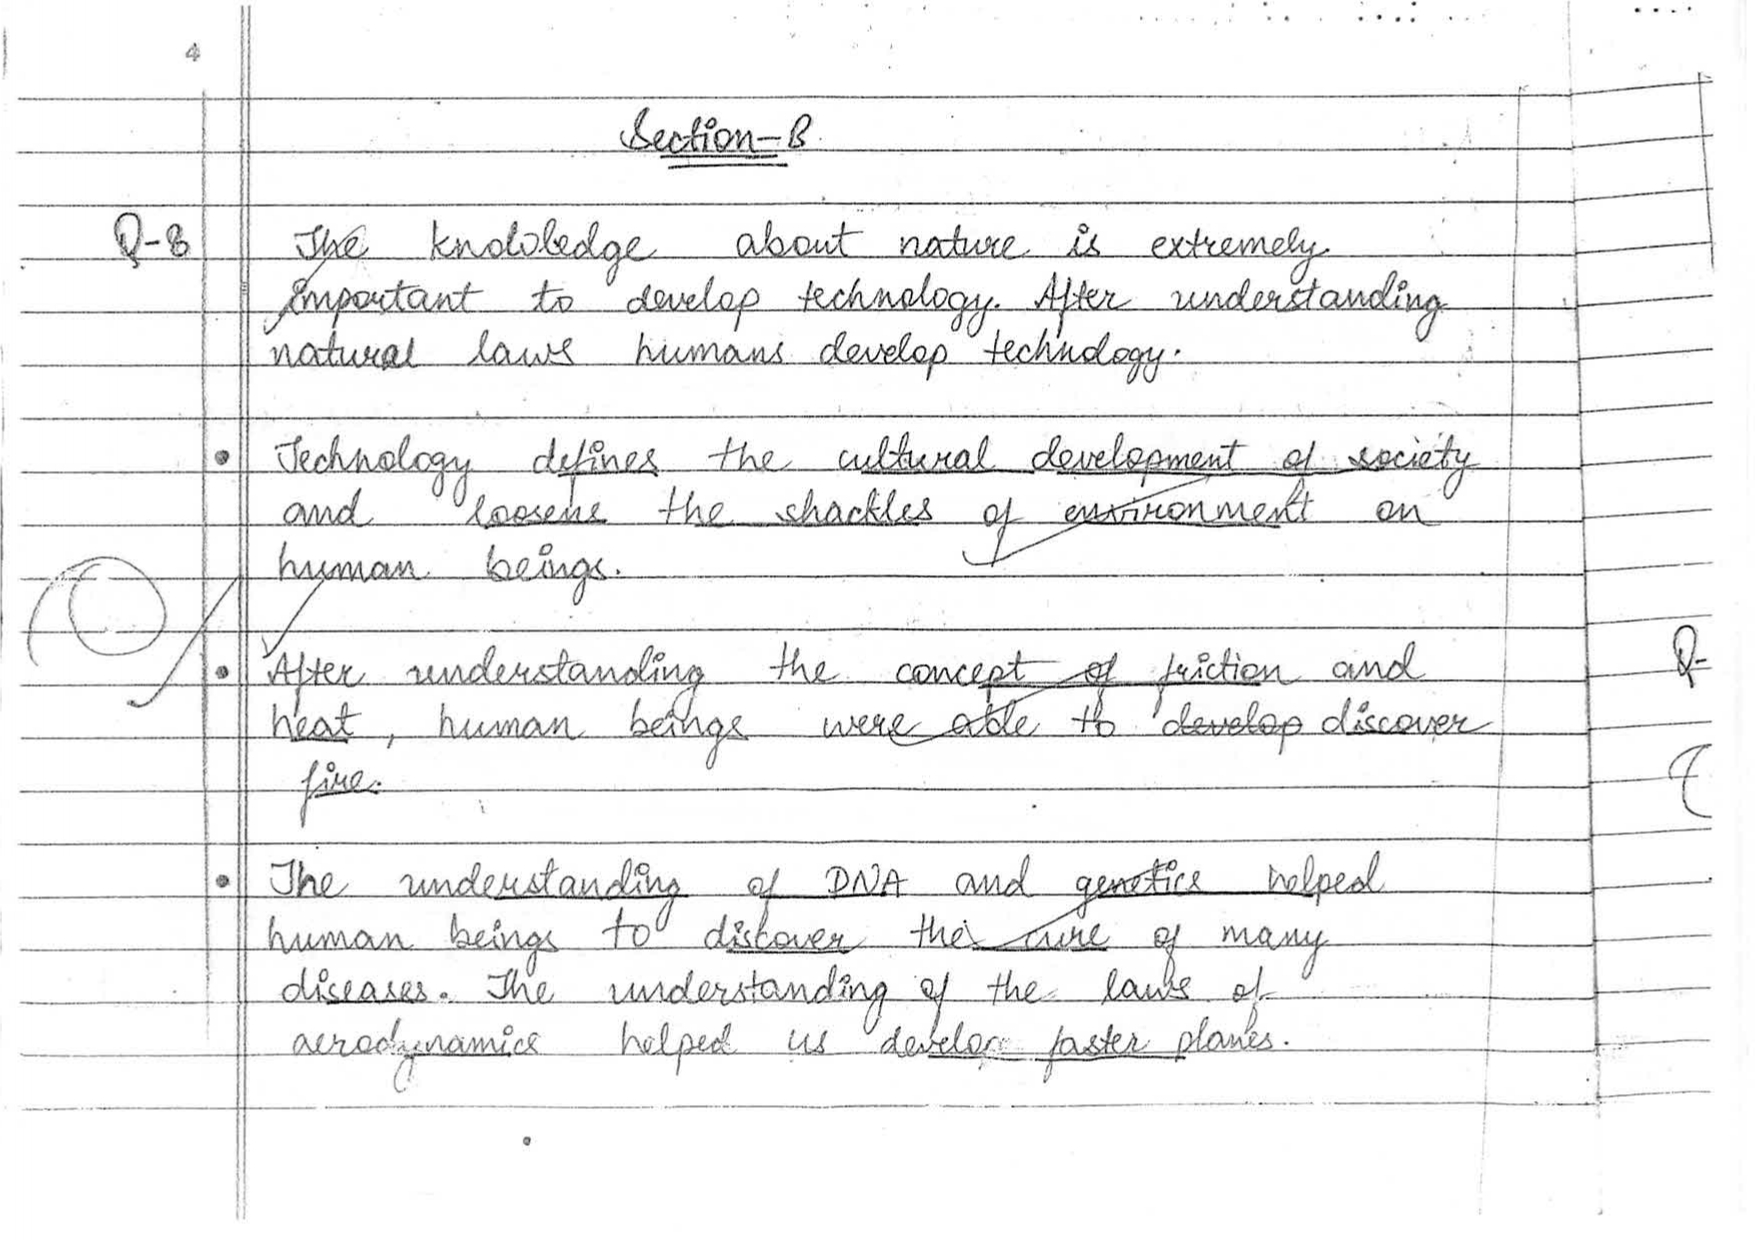 4
Section-B
Q-8 The knowledge about nature is extremely
important to develop technology. After understanding
natural laws humans develop technology.
• Technology defines the cultural development of society
and loosens the shackles of environment on
human beings.
• After understanding the concept of friction and
heat, human beings were able to develop discover
fire.
• The understanding of DNA and genetics helped
human beings to discover the cure of many
diseases. The understanding of the laws of
aerodynamics helped us develop faster planes.
Q-